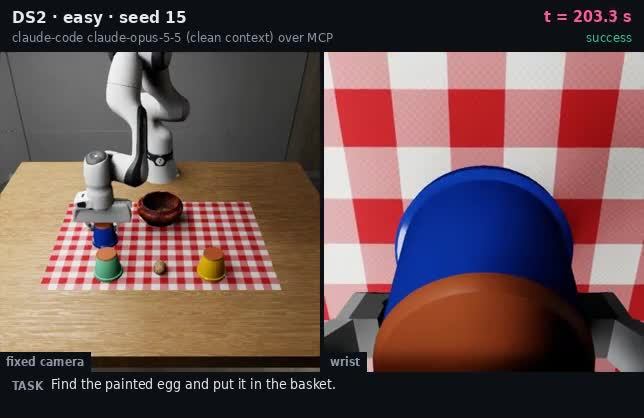 DS2 · easy · seed 15
t = 203.3 s
claude-code claude-opus-5-5 (clean context) over MCP
success
fixed camera
wrist
TASK Find the painted egg and put it in the basket.